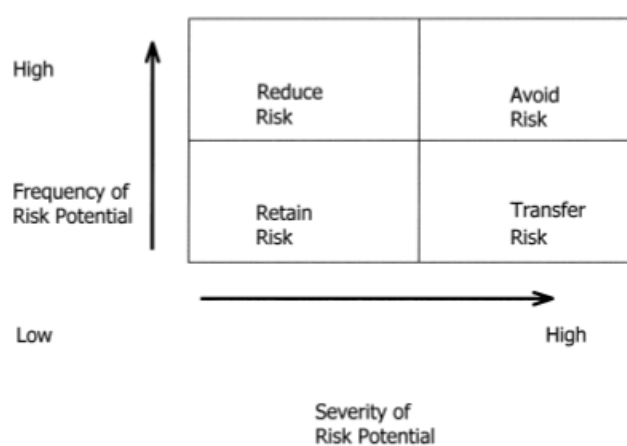 High
Reduce
Risk
Avoid
Risk
Frequency of
Risk Potential
Retain
Risk
Transfer
Risk
Low
High
Severity of
Risk Potential